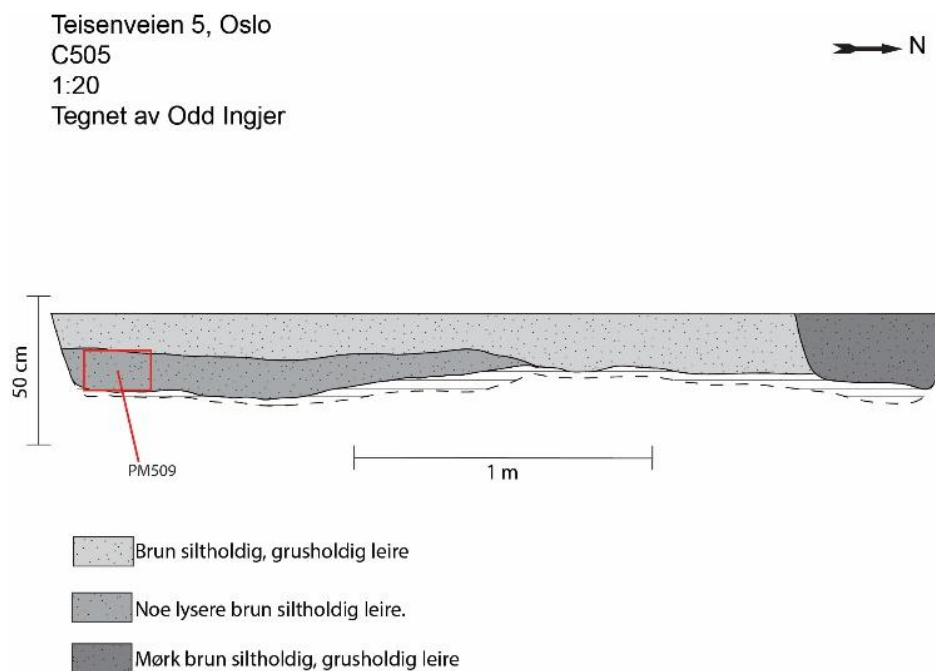 Teisenveien 5, Oslo
C505
1:20
Tegnet av Odd Ingjer
N
50 cm
PM509
1 m
Brun siltholdig, grusholdig leire
Noe lysere brun siltholdig leire.
Mørk brun siltholdig, grusholdig leire